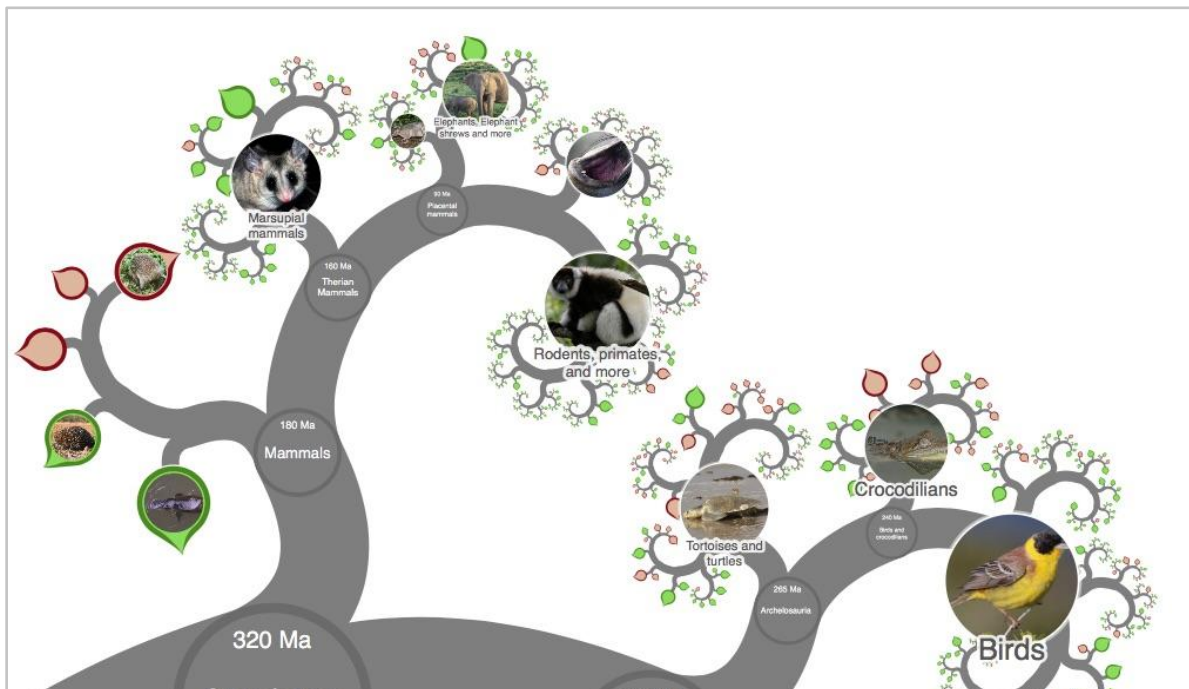 Elephants, Elephant
shrews and more
90 Ma
Placental
mammals
Marsupial
mammals
160 Ma
Therian
Mammals
Rodents, primates,
and more
180 Ma
Mammals
Crocodilians
240 Ma
Birds and
crocodilians
Tortoises and
turtles
265 Ma
Archelosauria
Birds
320 Ma